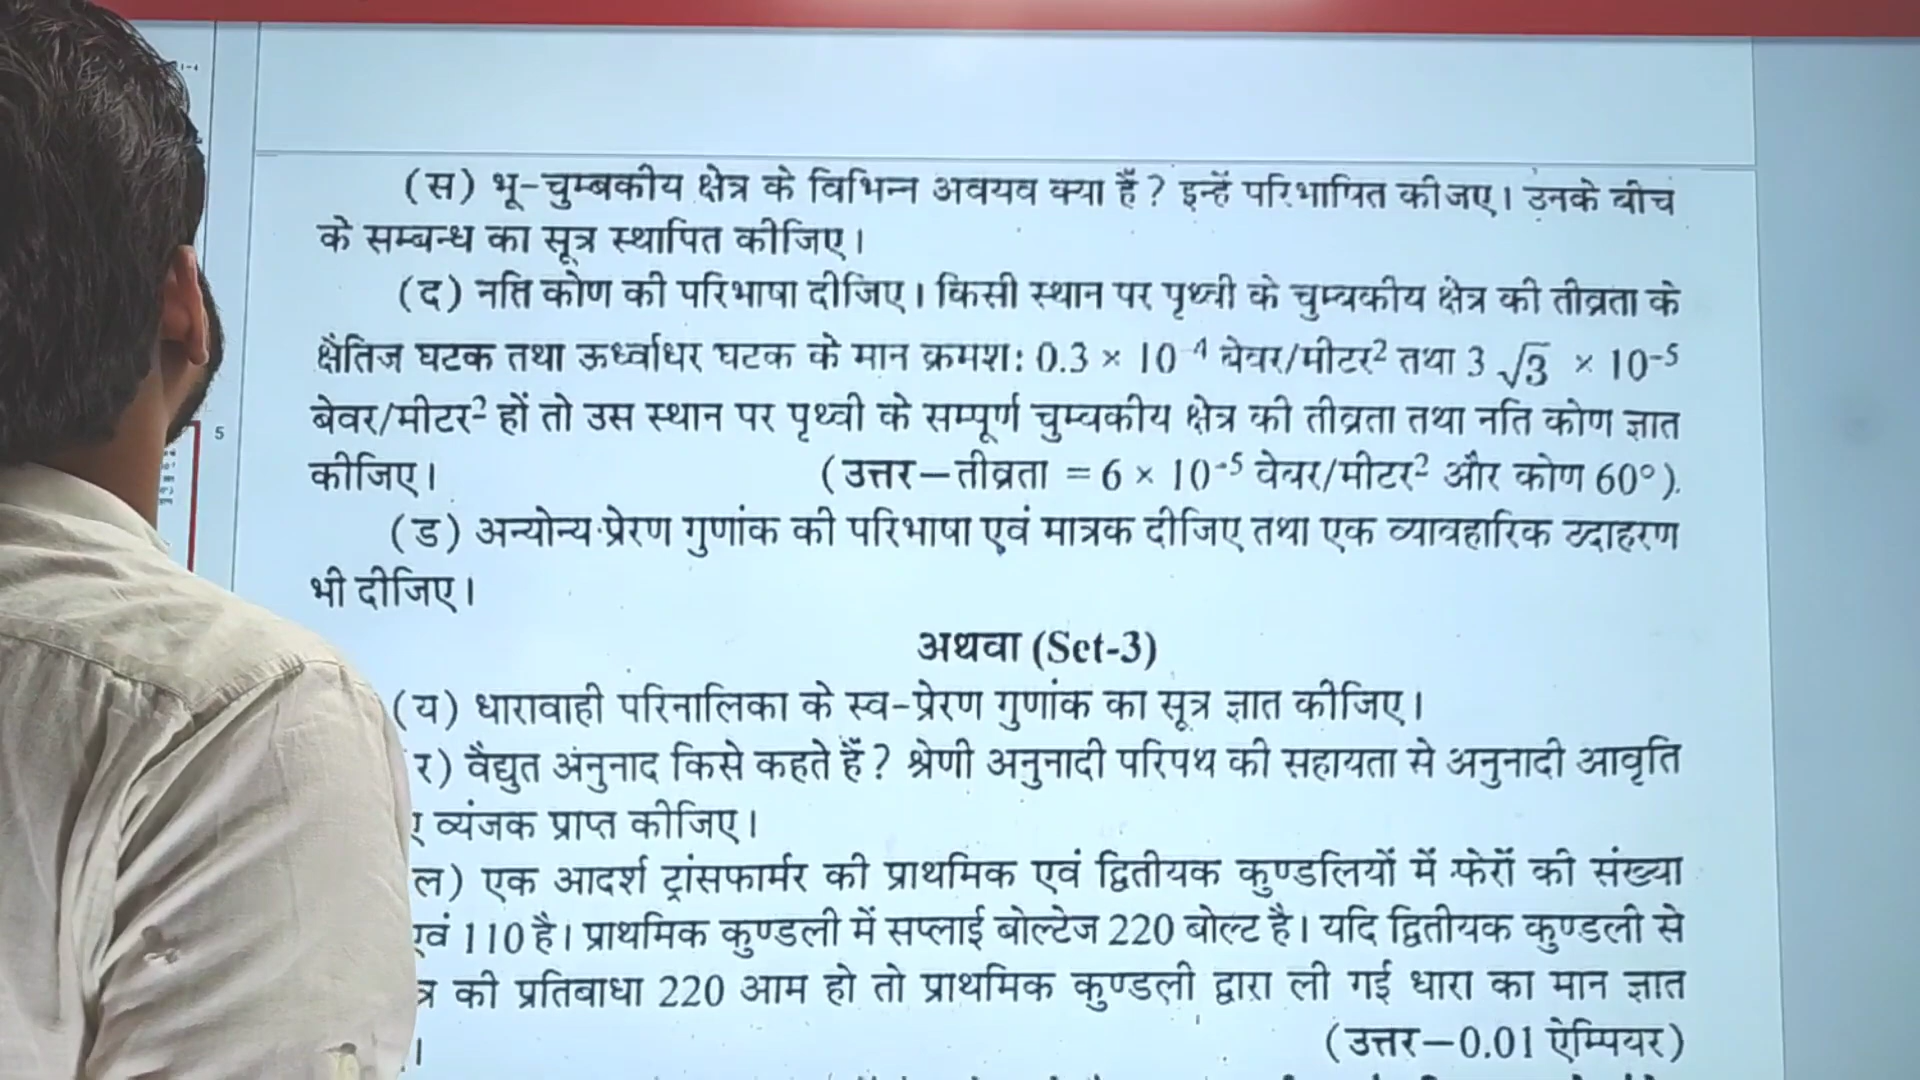 (स) भू-चुम्बकीय क्षेत्र के विभिन्न अवयव क्या हैं ? इन्हें परिभाषित कीजिए। उनके बीच
के सम्बन्ध का सूत्र स्थापित कीजिए।
(द) नति कोण की परिभाषा दीजिए। किसी स्थान पर पृथ्वी के चुम्बकीय क्षेत्र की तीव्रता के
क्षैतिज घटक तथा ऊर्ध्वाधर घटक के मान क्रमश: 0.3 × 10⁻⁴ वेबर/मीटर² तथा 3 √3 × 10⁻⁵
5
बेवर/मीटर² हों तो उस स्थान पर पृथ्वी के सम्पूर्ण चुम्बकीय क्षेत्र की तीव्रता तथा नति कोण ज्ञात
कीजिए। (उत्तर—तीव्रता = 6 × 10⁻⁵ वेबर/मीटर² और कोण 60°).
(ड) अन्योन्य-प्रेरण गुणांक की परिभाषा एवं मात्रक दीजिए तथा एक व्यावहारिक उदाहरण
भी दीजिए।
अथवा (Set-3)
(य) धारावाही परिनालिका के स्व-प्रेरण गुणांक का सूत्र ज्ञात कीजिए।
र) वैद्युत अंनुनाद किसे कहते हैं ? श्रेणी अनुनादी परिपथ की सहायता से अनुनादी आवृति
व्यंजक प्राप्त कीजिए।
ल) एक आदर्श ट्रांसफार्मर की प्राथमिक एवं द्वितीयक कुण्डलियों में फेरों की संख्या
एवं 110 है। प्राथमिक कुण्डली में सप्लाई बोल्टेज 220 बोल्ट है। यदि द्वितीयक कुण्डली से
की प्रतिबाधा 220 आम हो तो प्राथमिक कुण्डली द्वारा ली गई धारा का मान ज्ञात
। (उत्तर—0.01 ऐम्पियर)